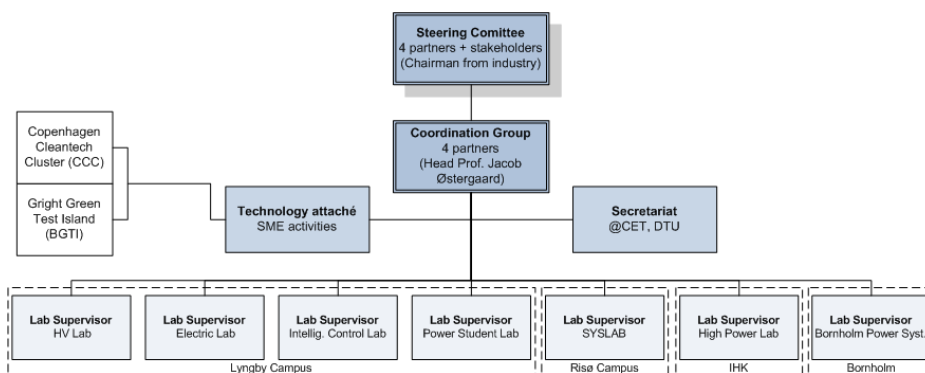 Steering Comittee
4 partners + stakeholders
(Chairman from industry)
Coordination Group
4 partners
(Head Prof. Jacob
Østergaard)
Copenhagen
Cleantech
Cluster (CCC)
Gright Green
Test Island
(BGTI)
Technology attaché
SME activities
Secretariat
@CET, DTU
Lab Supervisor
HV Lab
Lab Supervisor
Electric Lab
Lab Supervisor
Intellig. Control Lab
Lab Supervisor
Power Student Lab
Lab Supervisor
SYSLAB
Lab Supervisor
High Power Lab
Lab Supervisor
Bornholm Power Syst.
Lyngby Campus
Risø Campus
IHK
Bornholm